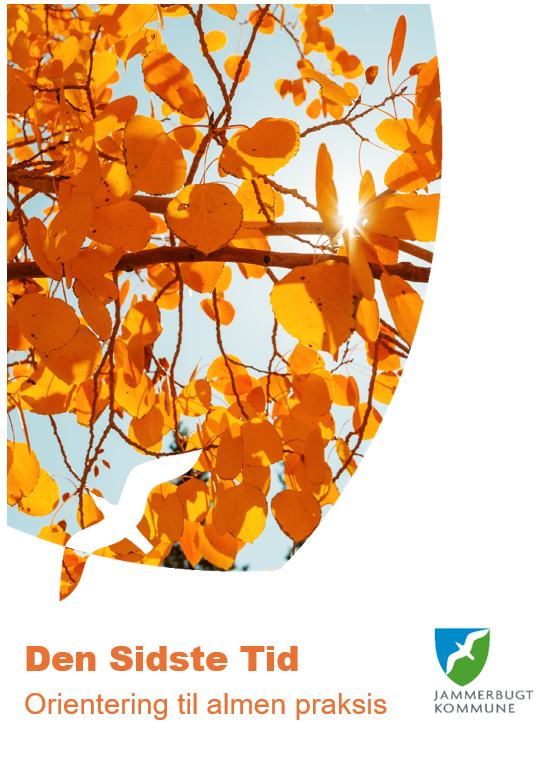 Den Sidste Tid
Orientering til almen praksis
JAMMERBUGT
KOMMUNE